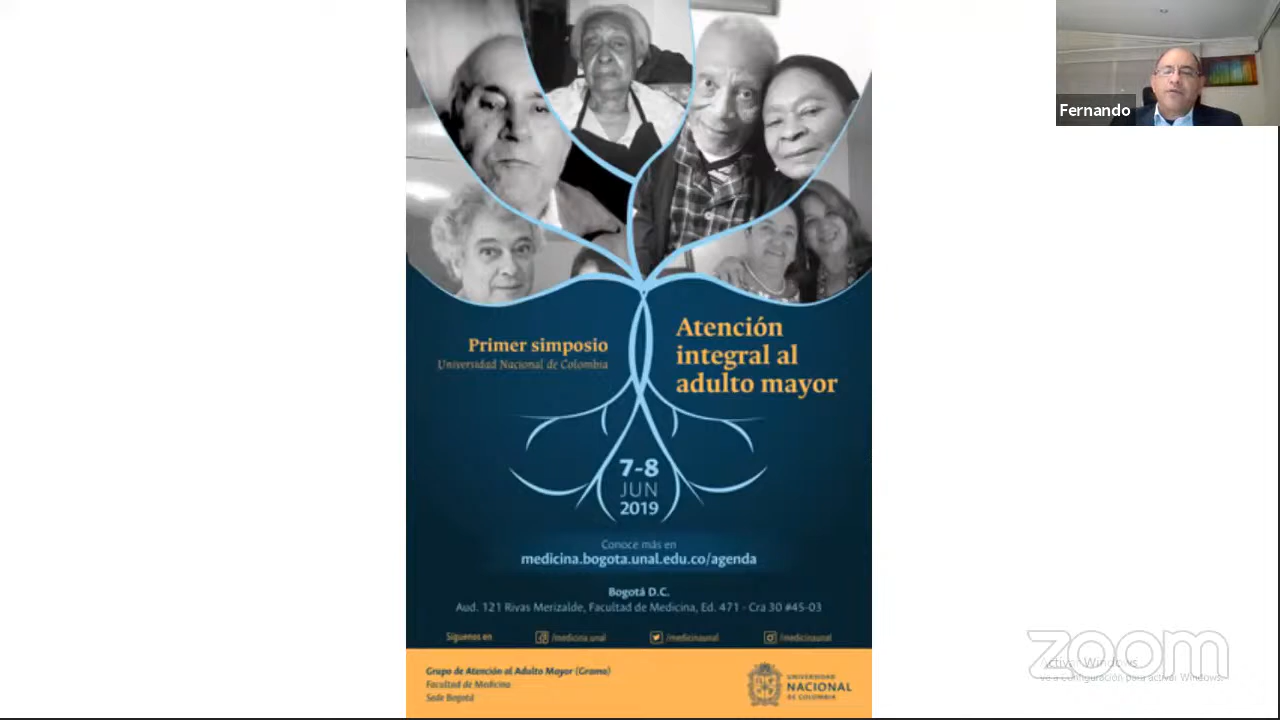 Fernando
Primer simposio
Universidad Nacional de Colombia
Atención
integral al
adulto mayor
7-8
JUN
2019
Conoce más en
medicina.bogota.unal.edu.co/agenda
Bogotá D.C.
Aud. 121 Rivas Merizalde, Facultad de Medicina, Ed. 471 - Cra 30 #45-03
Síguenos en
/medicina.unal
/medicinaunal
/medicinaunal
Grupo de Atención al Adulto Mayor (Grama)
Facultad de Medicina
Sede Bogotá
UNIVERSIDAD
NACIONAL
DE COLOMBIA
zoom
Activar Windows
Ve a Configuración para activar Windows.